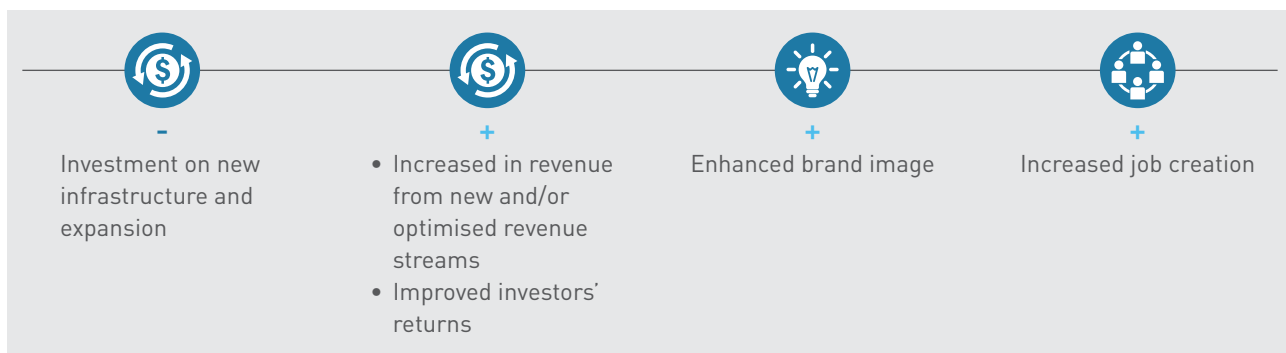 -
Investment on new
infrastructure and
expansion
+
• Increased in revenue
from new and/or
optimised revenue
streams
• Improved investors’
returns
+
Enhanced brand image
+
Increased job creation